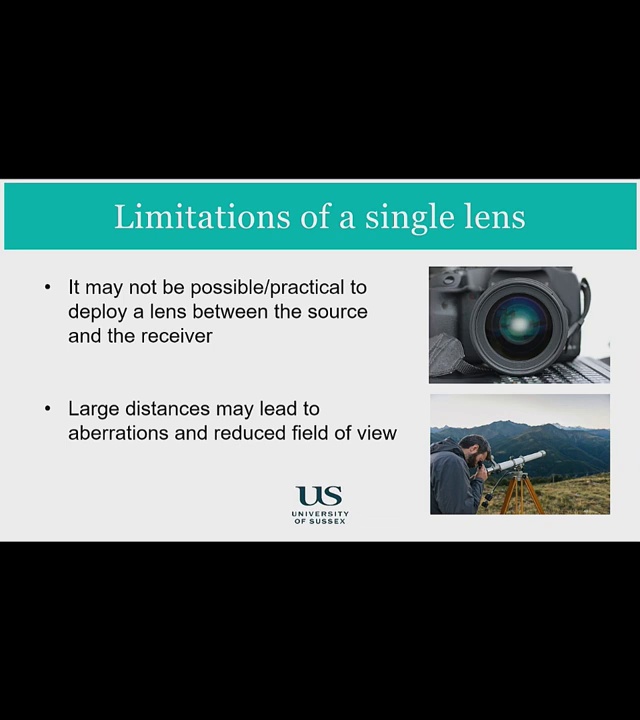 Limitations of a single lens
• It may not be possible/practical to
deploy a lens between the source
and the receiver
• Large distances may lead to
aberrations and reduced field of view
US
UNIVERSITY
OF SUSSEX